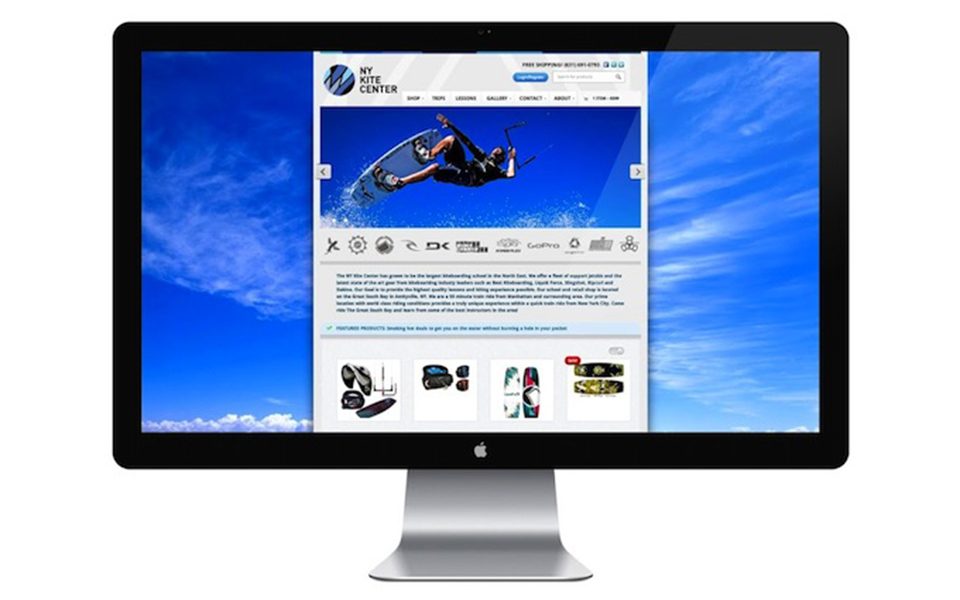 FREE SHOPPING! (631) 691-0793
NY
KITE
CENTER
Login/Register
Search for products
SHOP TRIPS LESSONS GALLERY CONTACT ABOUT
DK
GoPro
The NY Kite Center has grown to be the largest kiteboarding school in the North East. We offer a fleet of support jetskis and the
latest state of the art gear from kiteboarding industry leaders such as Best Kiteboarding, Liquid Force, Slingshot, Ripcurl and
Dakine. Our Goal is to provide the highest quality lessons and kiting experience possible. Our school and retail shop is located
on the Great South Bay in Amityville, NY. We are a 50 minute train ride from Manhattan and surrounding area. Our prime
location with world class riding conditions provides a truly unique experience within a quick train ride from New York City. Come
ride The Great South Bay and learn from some of the best instructors in the area!
FEATURED PRODUCTS: Smoking hot deals to get you on the water without burning a hole in your pocket